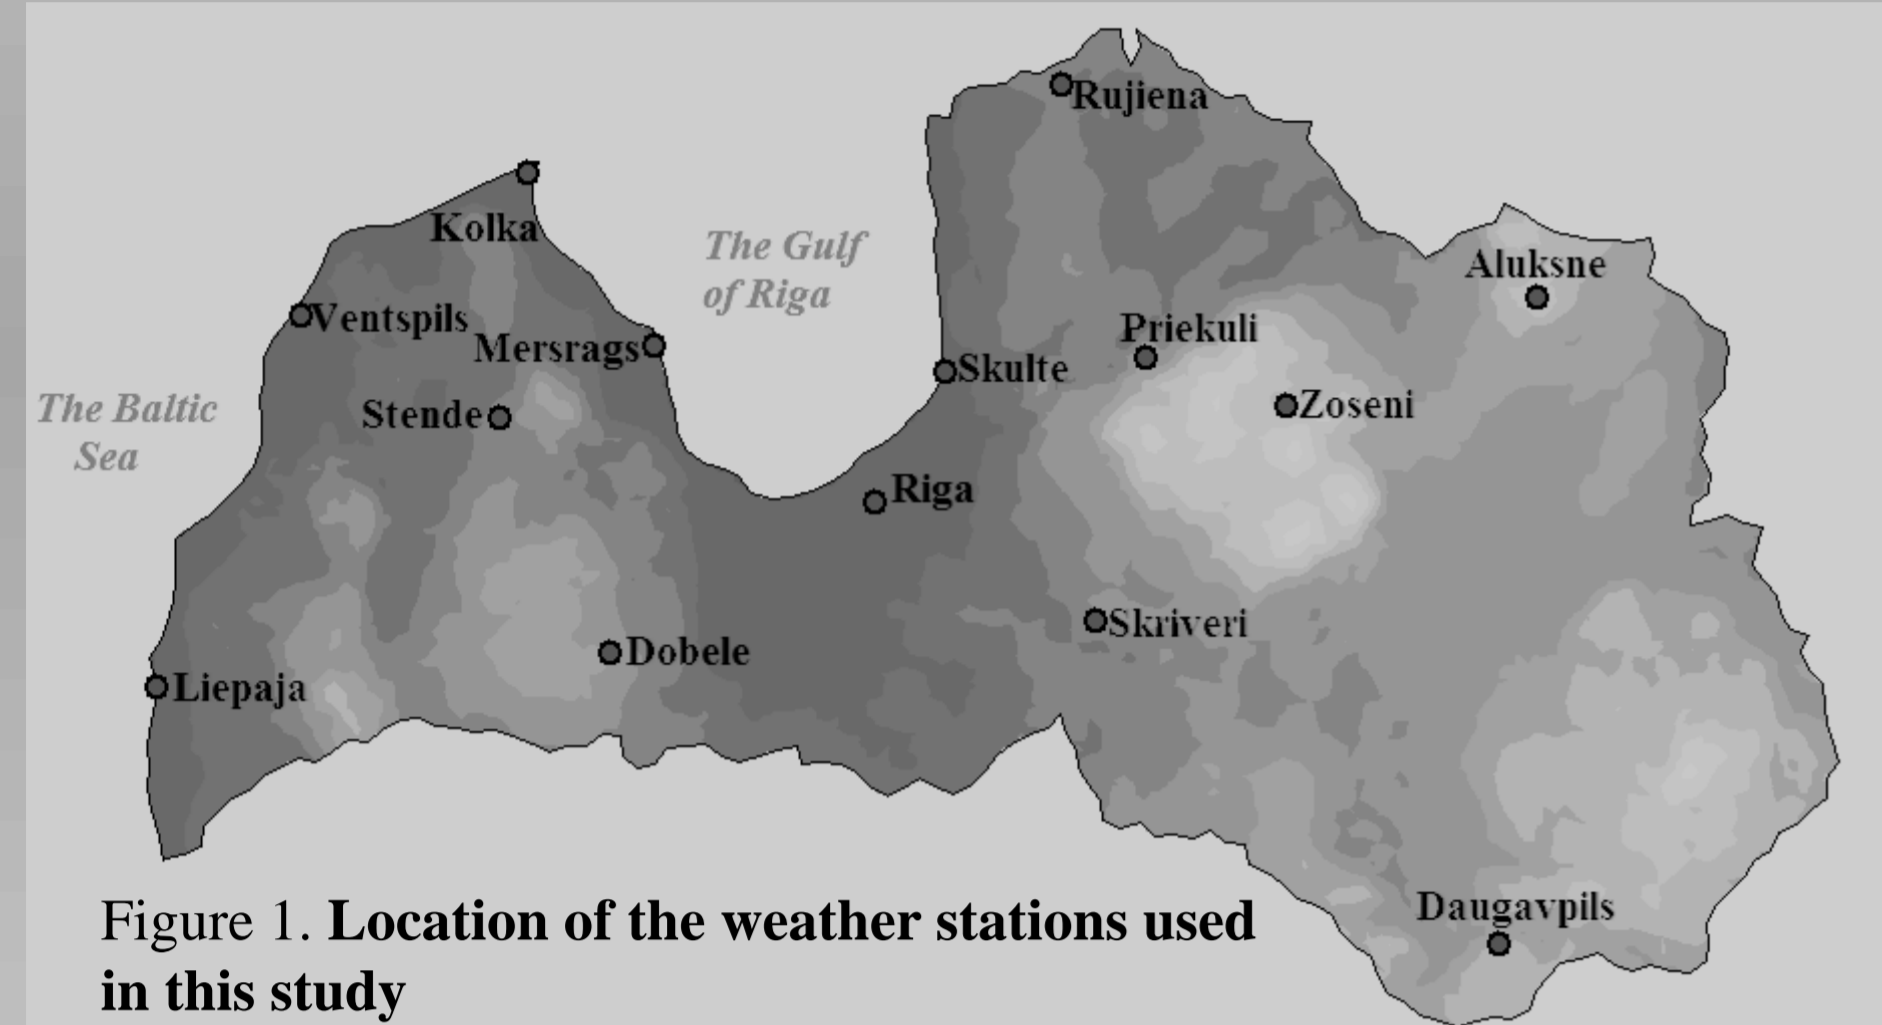 Rujiena
Kolka
The Gulf
of Riga
Aluksne
Ventspils
Priekuli
Mersrags
Skulte
The Baltic
Sea
Stende
Zoseni
Riga
Skriveri
Dobele
Liepaja
Daugavpils
Figure 1. Location of the weather stations used
in this study